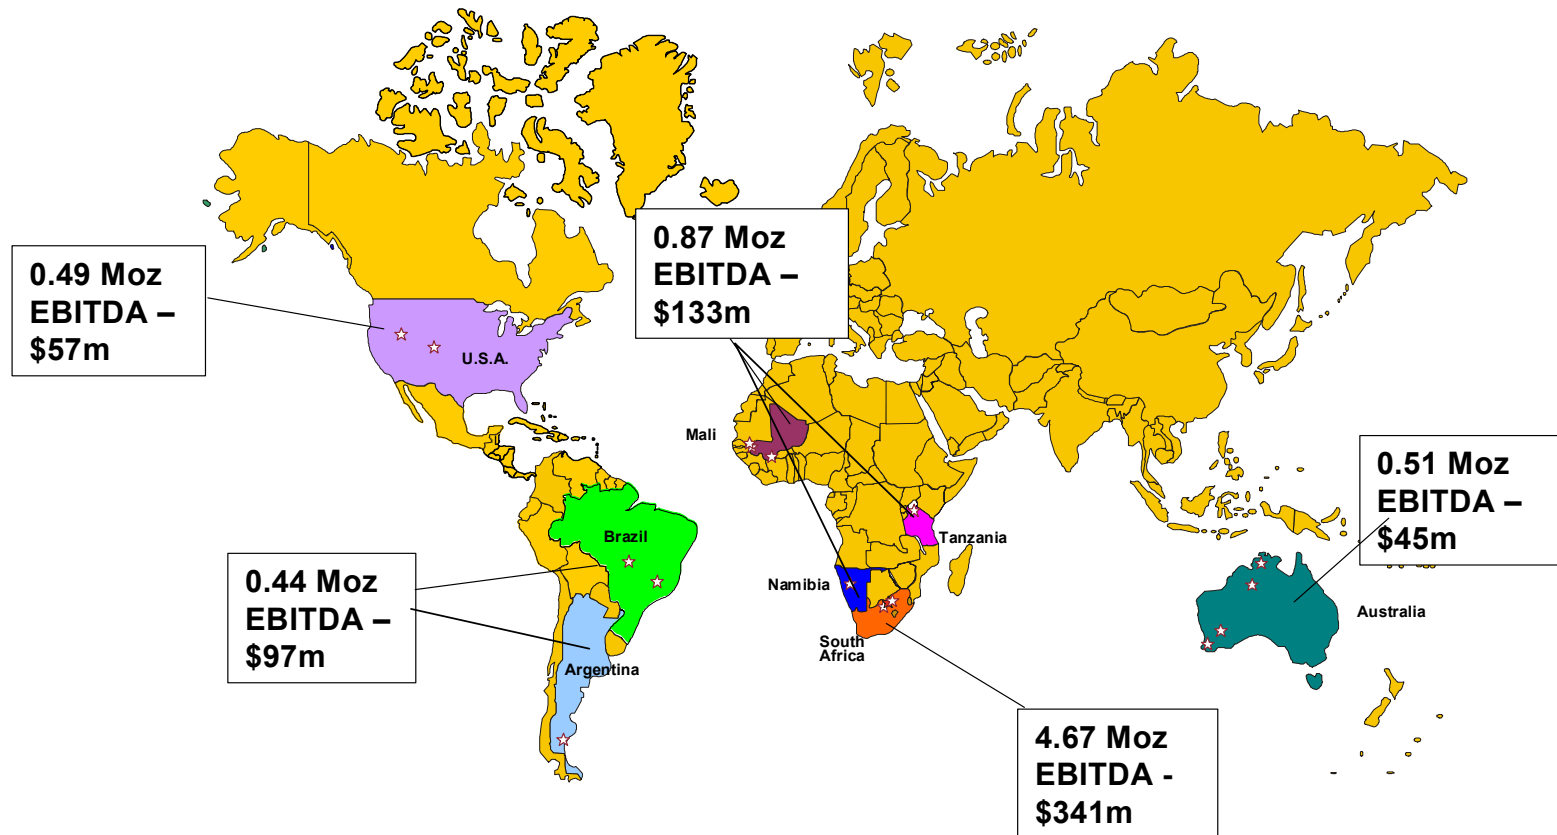 0.87 Moz
EBITDA –
$133m
0.49 Moz
EBITDA –
$57m
U.S.A.
Mali
0.51 Moz
EBITDA –
$45m
Brazil
Tanzania
0.44 Moz
EBITDA –
$97m
Namibia
Australia
South
Africa
Argentina
4.67 Moz
EBITDA -
$341m